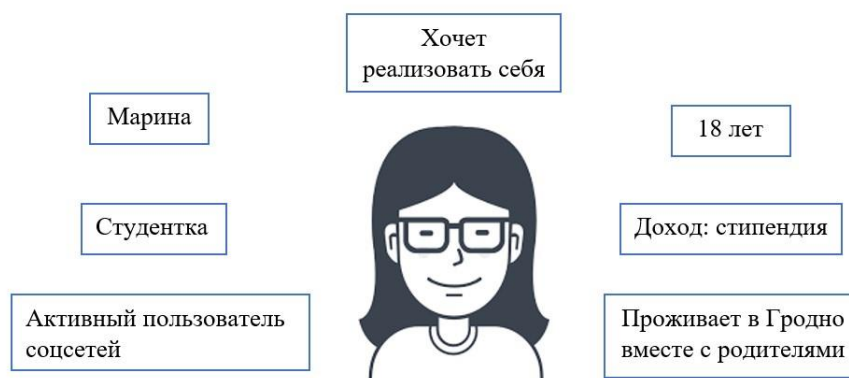 Хочет
реализовать себя
Марина
18 лет
Студентка
Доход: стипендия
Активный пользователь
соцсетей
Проживает в Гродно
вместе с родителями